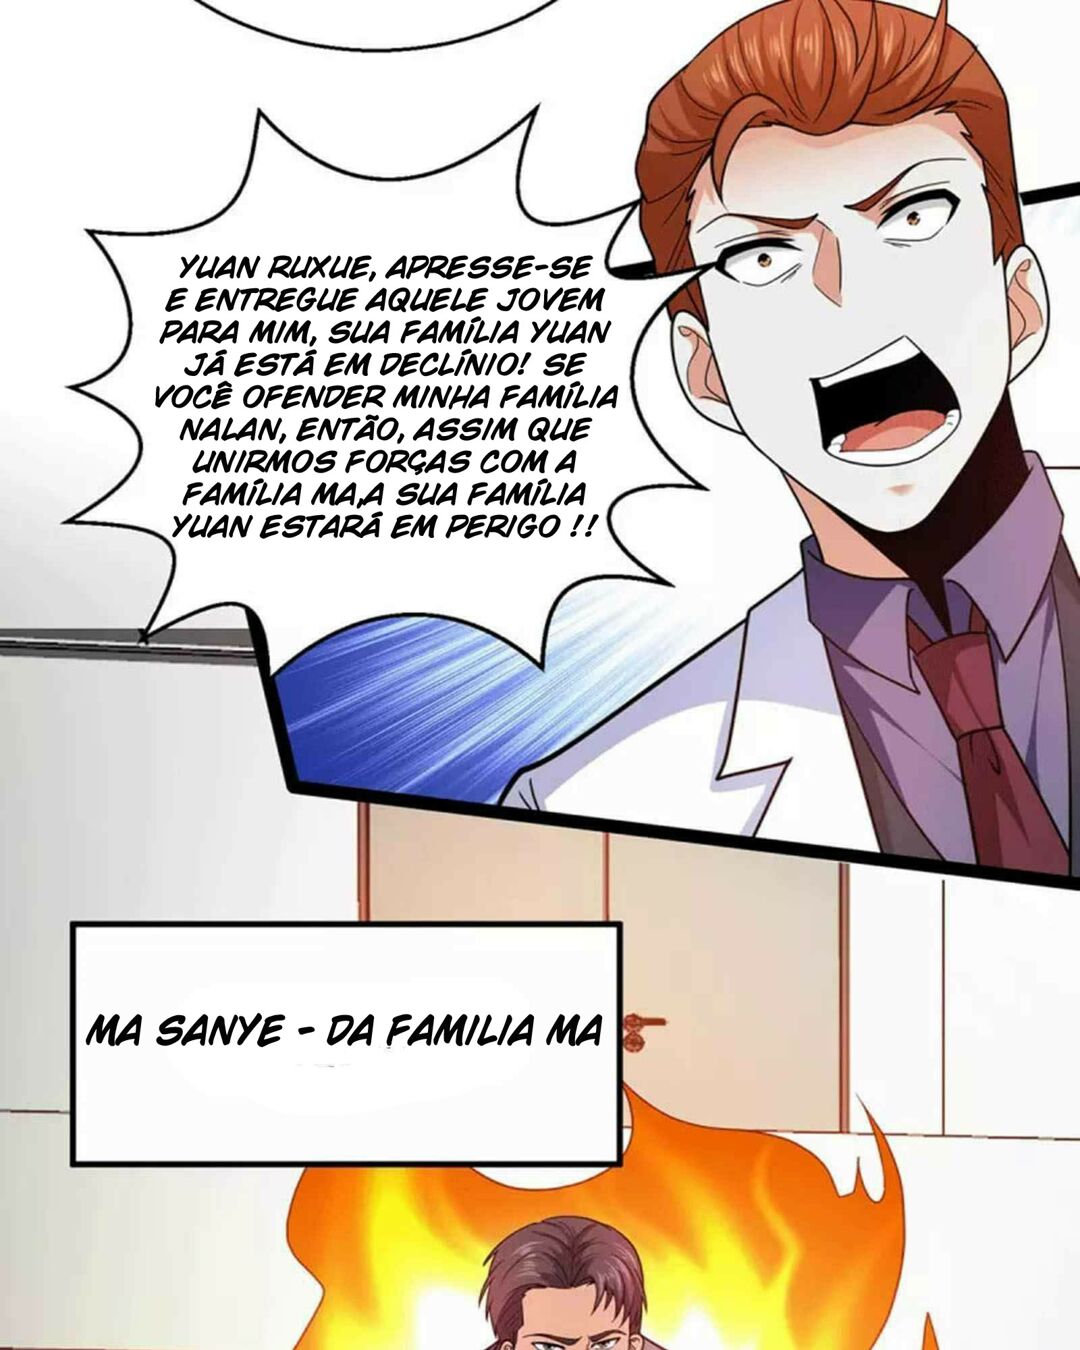 YUAN RUXUE, APRESSE-SE
E ENTREGUE AQUELE JOVEM
PARA MIM, SUA FAMÍLIA YUAN
JÁ ESTÁ EM DECLÍNIO! SE
VOCÊ OFENDER MINHA FAMÍLIA
NALAN, ENTÃO, ASSIM QUE
UNIRMOS FORÇAS COM A
FAMÍLIA MA,A SUA FAMÍLIA
YUAN ESTARÁ EM PERIGO !!
MA SANYE - DA FAMILIA MA